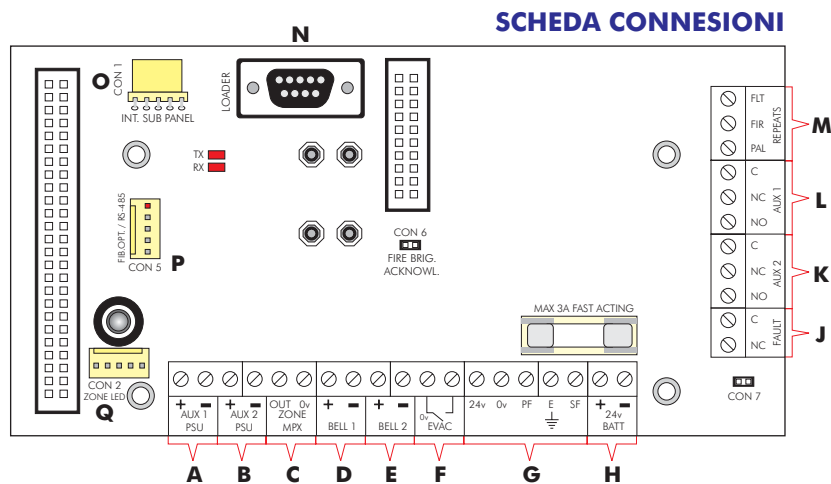 SCHEDA CONNESIONI
N
O
CON 1
INT. SUB PANEL
LOADER
TX
RX
FIB.OPT. / RS-485
CON 5
P
CON 6
FIRE BRIG.
ACKNOWL.
MAX 3A FAST ACTING
CON 2
ZONE LED
Q
FLT
FIR
PAL
REPEATS
M
C
NC
NO
AUX 1
L
C
NC
NO
AUX 2
K
C
NC
FAULT
J
CON 7
+ −
AUX 1
PSU
+ −
AUX 2
PSU
OUT 0v
ZONE
MPX
+ −
BELL 1
+ −
BELL 2
0v
EVAC
24v 0v PF E SF
+ −
24v
BATT
A B C D E F G H